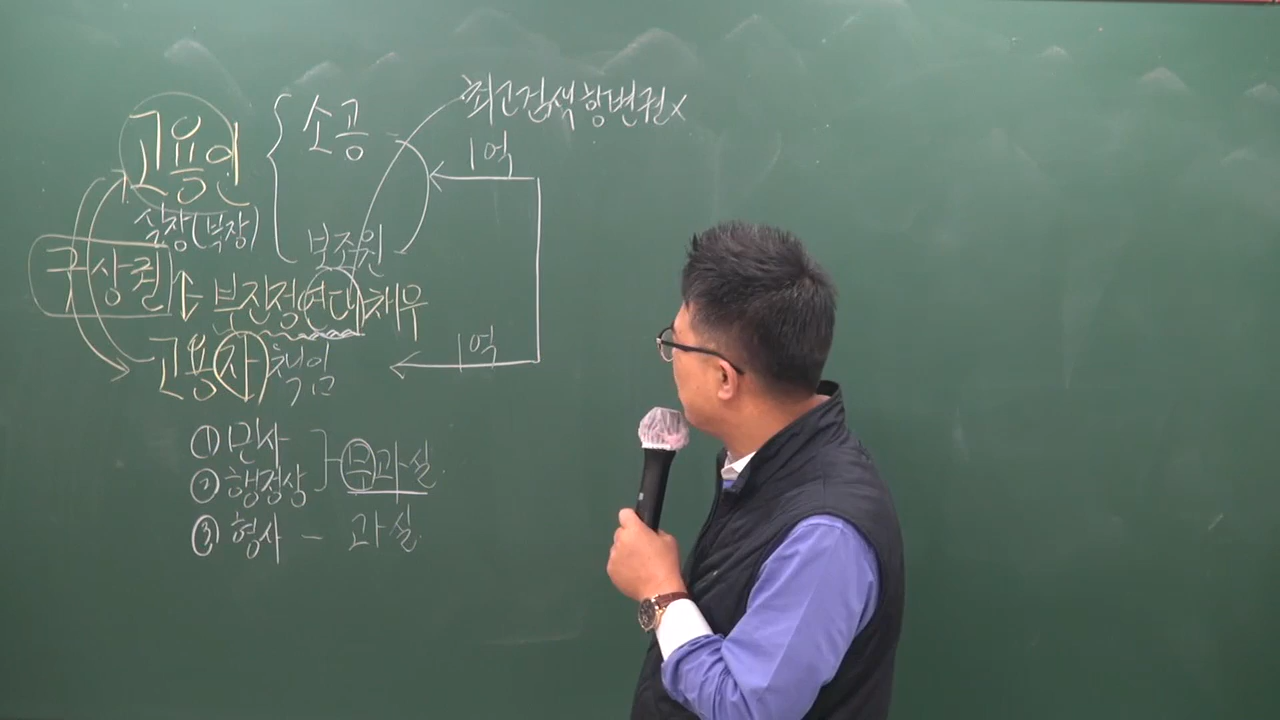 최고검색항변권x
고용인
소공
1억
실장(부장)
보조원
구상권
부진정연대채무
고용자책임
1억
① 민사
② 행정상
무과실
③ 형사 - 과실